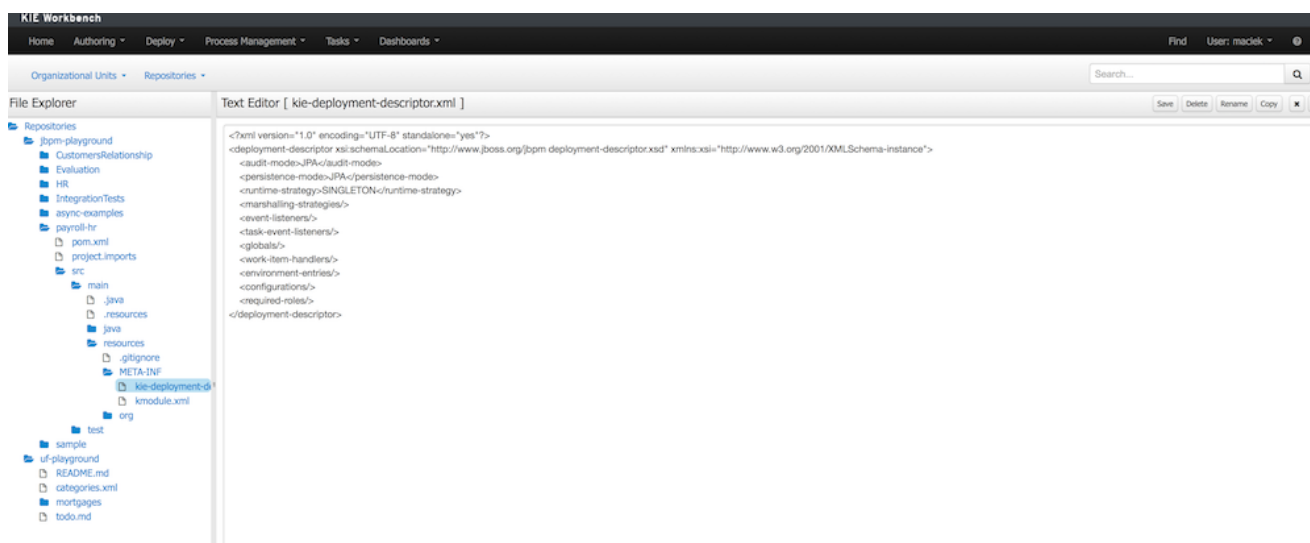 KIE Workbench
Home Authoring Deploy Process Management Tasks Dashboards Find User: maciek
Organizational Units Repositories Search...
File Explorer
Text Editor [ kie-deployment-descriptor.xml ]
Save Delete Rename Copy
Repositories
jbpm-playground
CustomersRelationship
Evaluation
HR
IntegrationTests
async-examples
payroll-hr
pom.xml
project.imports
src
main
.java
.resources
java
resources
.gitignore
META-INF
kie-deployment-de
kmodule.xml
org
test
sample
uf-playground
README.md
categories.xml
mortgages
todo.md
<?xml version="1.0" encoding="UTF-8" standalone="yes"?>
<deployment-descriptor xsi:schemaLocation="http://www.jboss.org/jbpm deployment-descriptor.xsd" xmlns:xsi="http://www.w3.org/2001/XMLSchema-instance">
<audit-mode>JPA</audit-mode>
<persistence-mode>JPA</persistence-mode>
<runtime-strategy>SINGLETON</runtime-strategy>
<marshalling-strategies/>
<event-listeners/>
<task-event-listeners/>
<globals/>
<work-item-handlers/>
<environment-entries/>
<configurations/>
<required-roles/>
</deployment-descriptor>